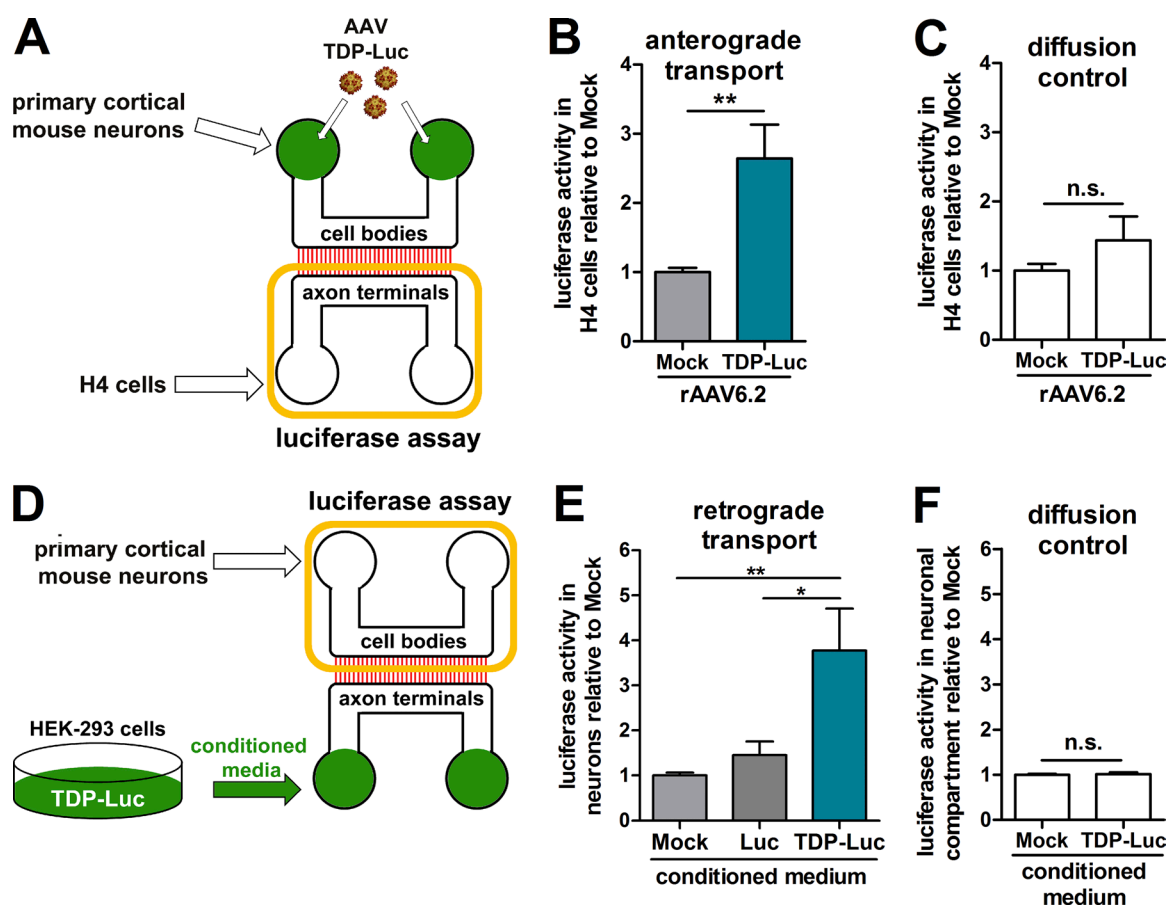 A
AAV
TDP-Luc
primary cortical
mouse neurons
cell bodies
axon terminals
H4 cells
luciferase assay
B
anterograde
transport
luciferase activity in
H4 cells relative to Mock
4
3
2
1
0
**
Mock
TDP-Luc
rAAV6.2
C
diffusion
control
luciferase activity in
H4 cells relative to Mock
4
3
2
1
0
n.s.
Mock
TDP-Luc
rAAV6.2
D
luciferase assay
primary cortical
mouse neurons
cell bodies
axon terminals
HEK-293 cells
TDP-Luc
conditioned
media
E
retrograde
transport
luciferase activity in
neurons relative to Mock
6
5
4
3
2
1
0
**
*
Mock
Luc
TDP-Luc
conditioned medium
F
diffusion
control
luciferase activity in neuronal
compartment relative to Mock
6
5
4
3
2
1
0
n.s.
Mock
TDP-Luc
conditioned
medium